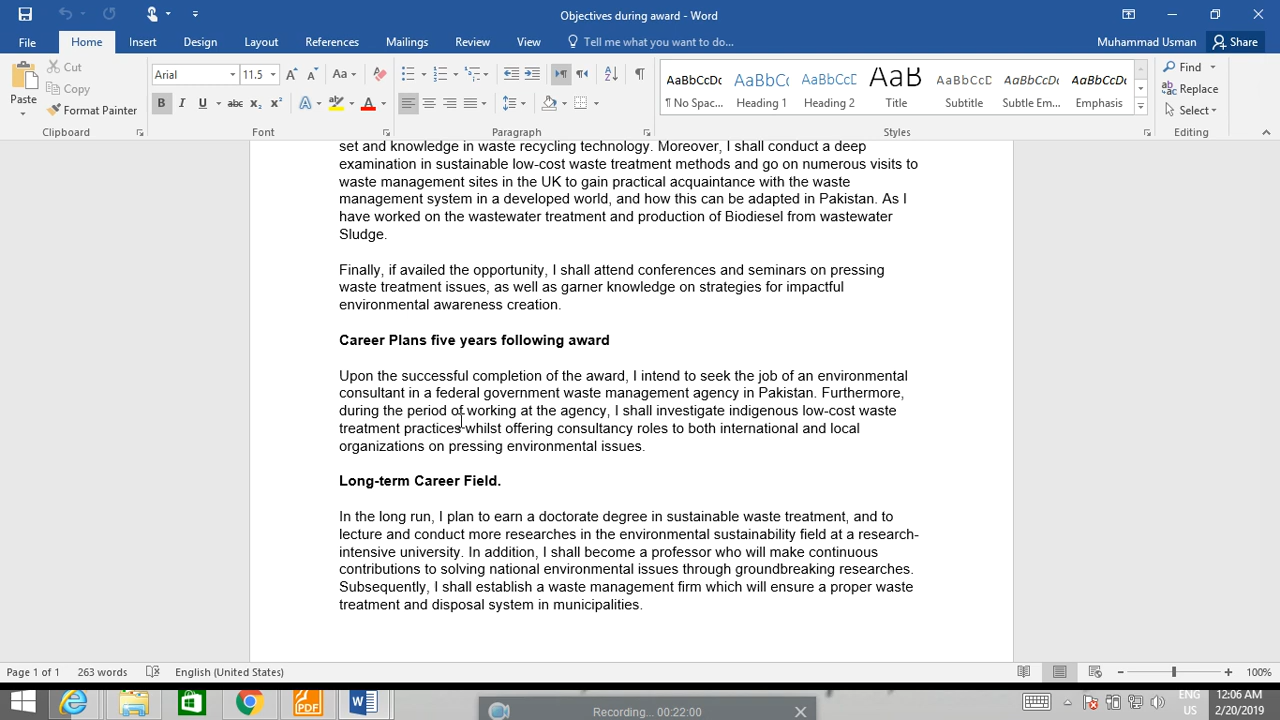 Objectives during award - Word
File Home Insert Design Layout References Mailings Review View Tell me what you want to do... Muhammad Usman Share
Paste Cut Copy Format Painter Clipboard
Arial 11.5 Font
Paragraph
AaBbCcDc ¶ No Spac...
AaBbC Heading 1
AaBbCcD Heading 2
AaB Title
AaBbCcD Subtitle
AaBbCcDc Subtle Em...
AaBbCcDc Emphasis
Styles
Find Replace Select Editing
set and knowledge in waste recycling technology. Moreover, I shall conduct a deep
examination in sustainable low-cost waste treatment methods and go on numerous visits to
waste management sites in the UK to gain practical acquaintance with the waste
management system in a developed world, and how this can be adapted in Pakistan. As I
have worked on the wastewater treatment and production of Biodiesel from wastewater
Sludge.
Finally, if availed the opportunity, I shall attend conferences and seminars on pressing
waste treatment issues, as well as garner knowledge on strategies for impactful
environmental awareness creation.
Career Plans five years following award
Upon the successful completion of the award, I intend to seek the job of an environmental
consultant in a federal government waste management agency in Pakistan. Furthermore,
during the period of working at the agency, I shall investigate indigenous low-cost waste
treatment practices whilst offering consultancy roles to both international and local
organizations on pressing environmental issues.
Long-term Career Field.
In the long run, I plan to earn a doctorate degree in sustainable waste treatment, and to
lecture and conduct more researches in the environmental sustainability field at a research-
intensive university. In addition, I shall become a professor who will make continuous
contributions to solving national environmental issues through groundbreaking researches.
Subsequently, I shall establish a waste management firm which will ensure a proper waste
treatment and disposal system in municipalities.
Page 1 of 1 263 words English (United States) 100%
Recording... 00:22:00
ENG US
12:06 AM
2/20/2019